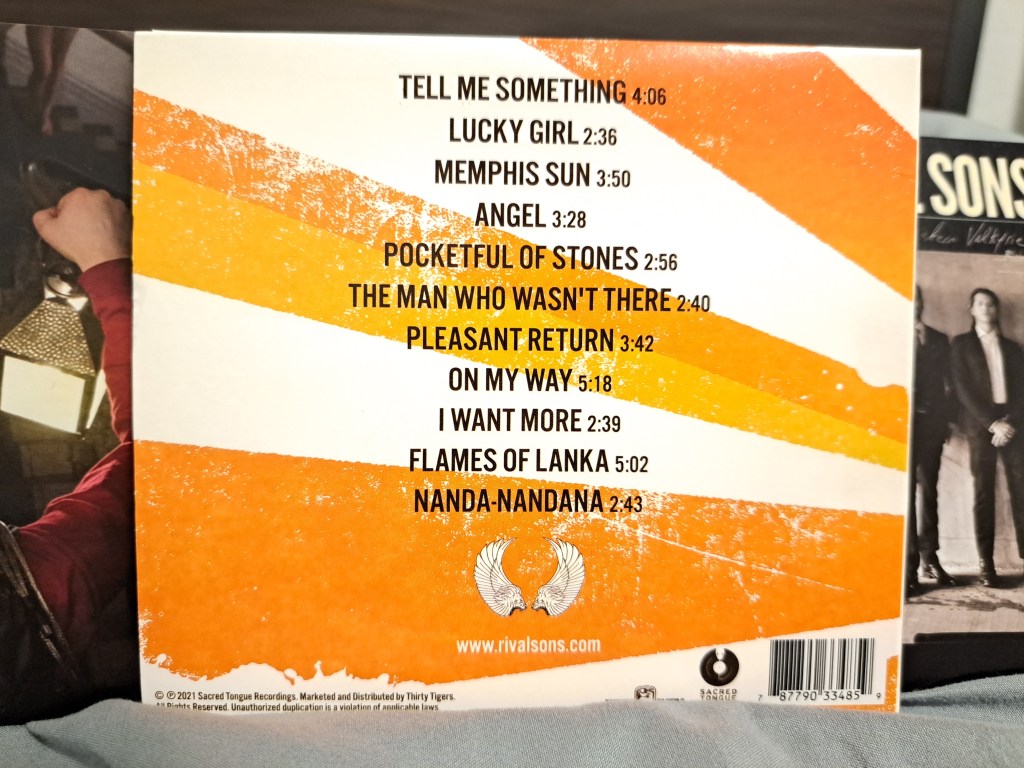 TELL ME SOMETHING 4:06
LUCKY GIRL 2:36
MEMPHIS SUN 3:50
ANGEL 3:28
POCKETFUL OF STONES 2:56
THE MAN WHO WASN'T THERE 2:40
PLEASANT RETURN 3:42
ON MY WAY 5:18
I WANT MORE 2:39
FLAMES OF LANKA 5:02
NANDA-NANDANA 2:43
www.rivalsons.com
© ℗ 2021 Sacred Tongue Recordings. Marketed and Distributed by Thirty Tigers.
All Rights Reserved. Unauthorized duplication is a violation of applicable laws
SACRED
TONGUE
7 87790 33485 9
SONS